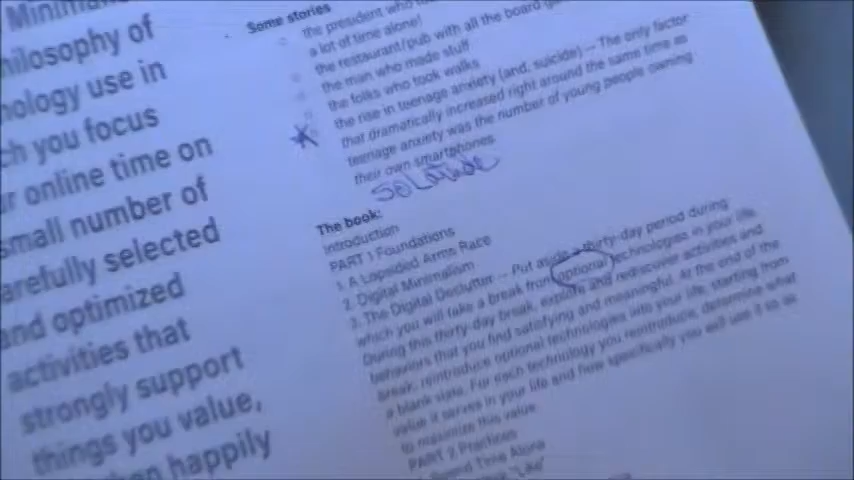 hilosophy of
nology use in
ch you focus
ur online time on
small number of
carefully selected
and optimized
activities that
strongly support
things you value,
happily
Some stories
the president who
a lot of time alone!
the restaurant/pub with all the board
the man who made stuff
the folks who took walks
the rise in teenage anxiety (and, suicide) -- The only factor
that dramatically increased right around the same time as
teenage anxiety was the number of young people owning
their own smartphones
SOLITUDE
The book:
Introduction
PART 1 Foundations
1. A Lopsided Arms Race
2. Digital Minimalism
3. The Digital Declutter -- Put aside a thirty-day period during
which you will take a break from optional technologies in your life.
During this thirty-day break, explore and rediscover activities and
behaviors that you find satisfying and meaningful. At the end of the
break, reintroduce optional technologies into your life, starting from
a blank slate. For each technology you reintroduce, determine what
value it serves in your life and how specifically you will use it so as
to maximize this value.
PART 2 Practices
Spend Time Alone
"Like"